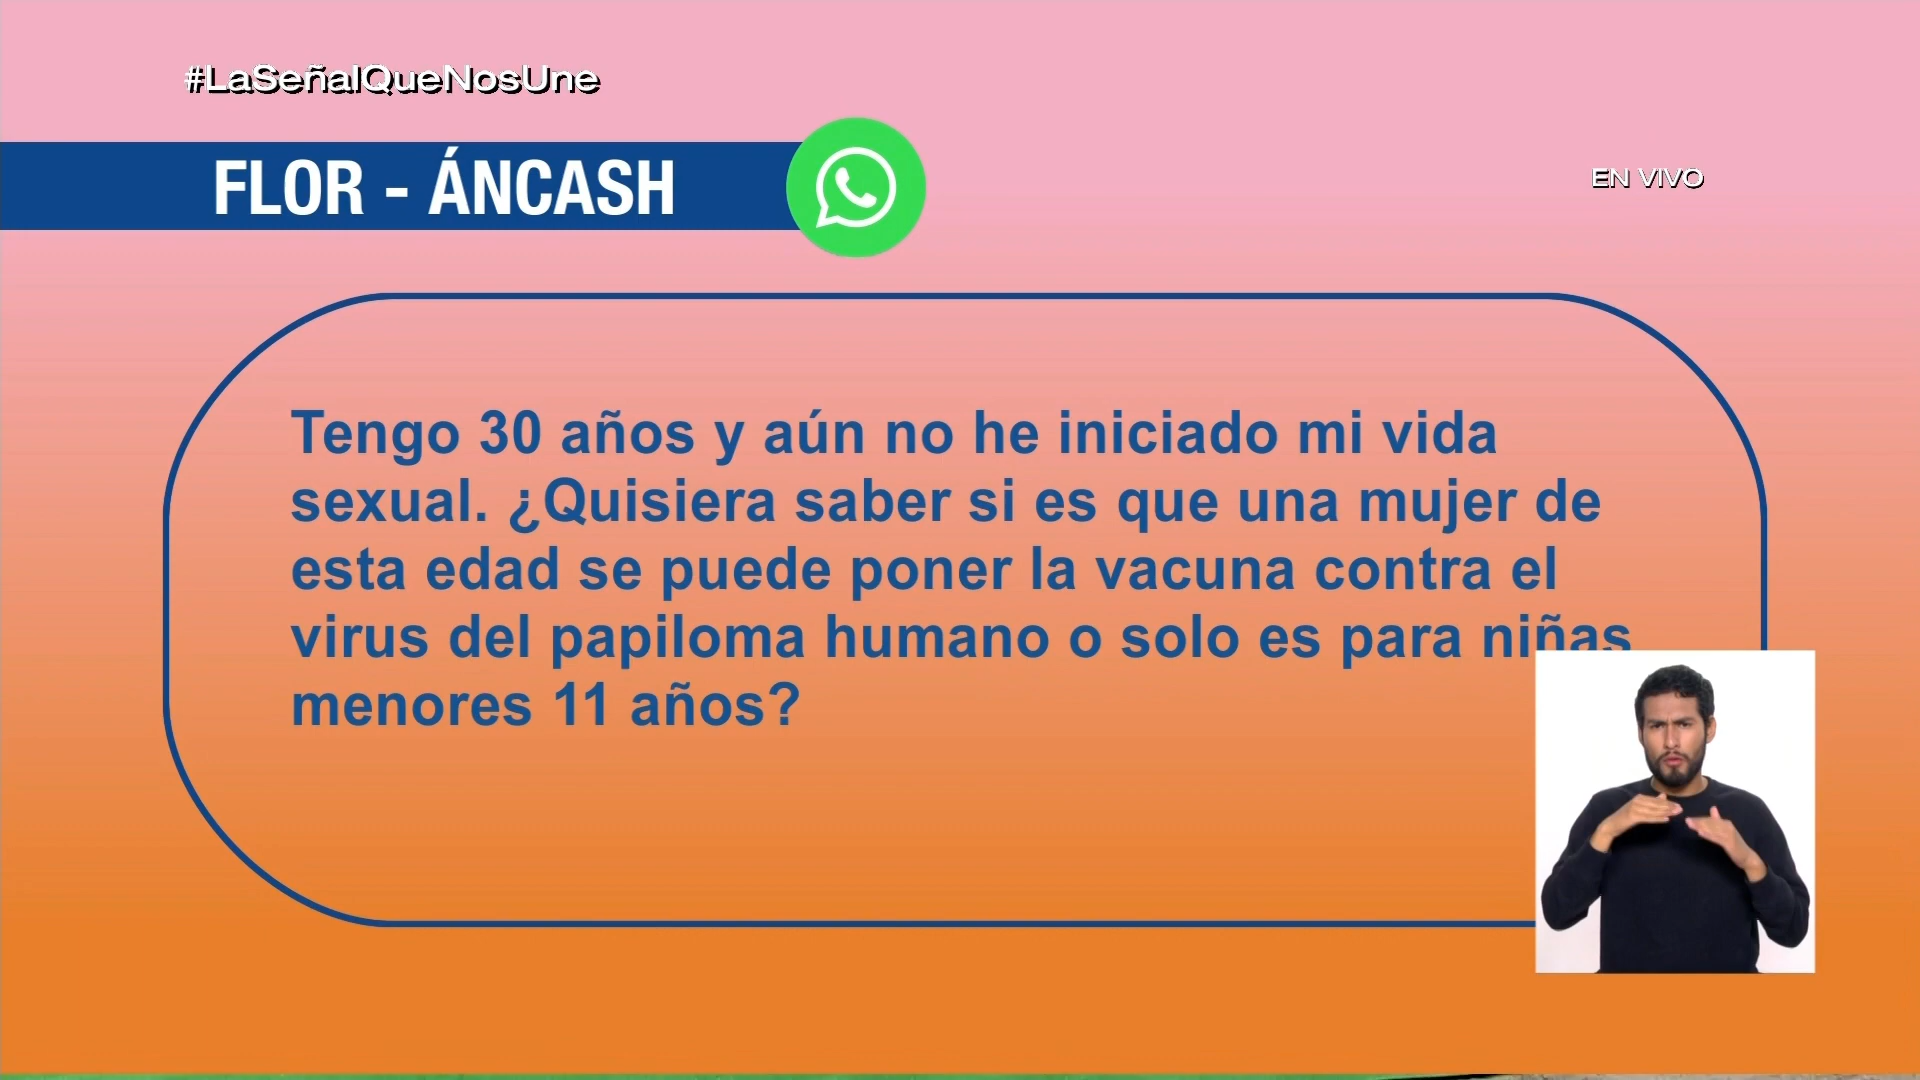 #LaSeñalQueNosUne
FLOR - ÁNCASH
EN VIVO
Tengo 30 años y aún no he iniciado mi vida
sexual. ¿Quisiera saber si es que una mujer de
esta edad se puede poner la vacuna contra el
virus del papiloma humano o solo es para niñas
menores 11 años?